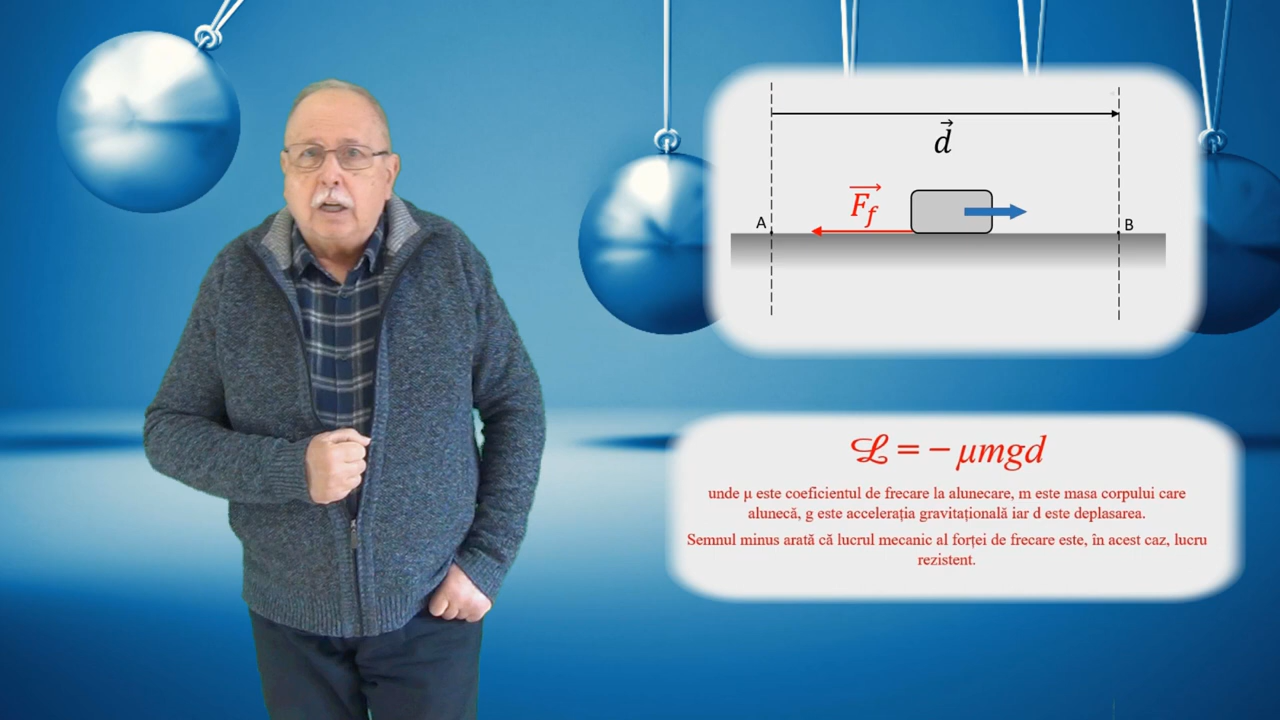 d
F_f
A
B
ℒ = − μmgd
unde μ este coeficientul de frecare la alunecare, m este masa corpului care
alunecă, g este accelerația gravitațională iar d este deplasarea.
Semnul minus arată că lucrul mecanic al forței de frecare este, în acest caz, lucru
rezistent.